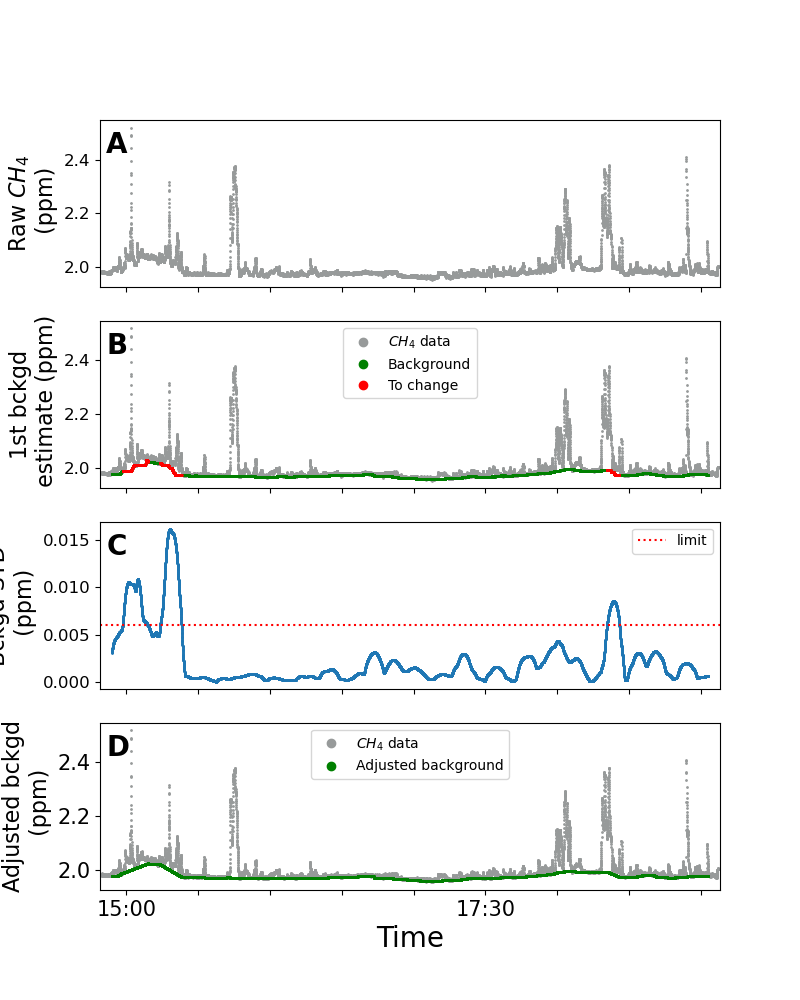 A
Raw CH4
(ppm)
2.4
2.2
2.0
B
1st bckgd
estimate (ppm)
2.4
2.2
2.0
CH4 data
Background
To change
C
(ppm)
0.015
0.010
0.005
0.000
limit
D
Adjusted bckgd
(ppm)
2.4
2.2
2.0
CH4 data
Adjusted background
15:00
17:30
Time